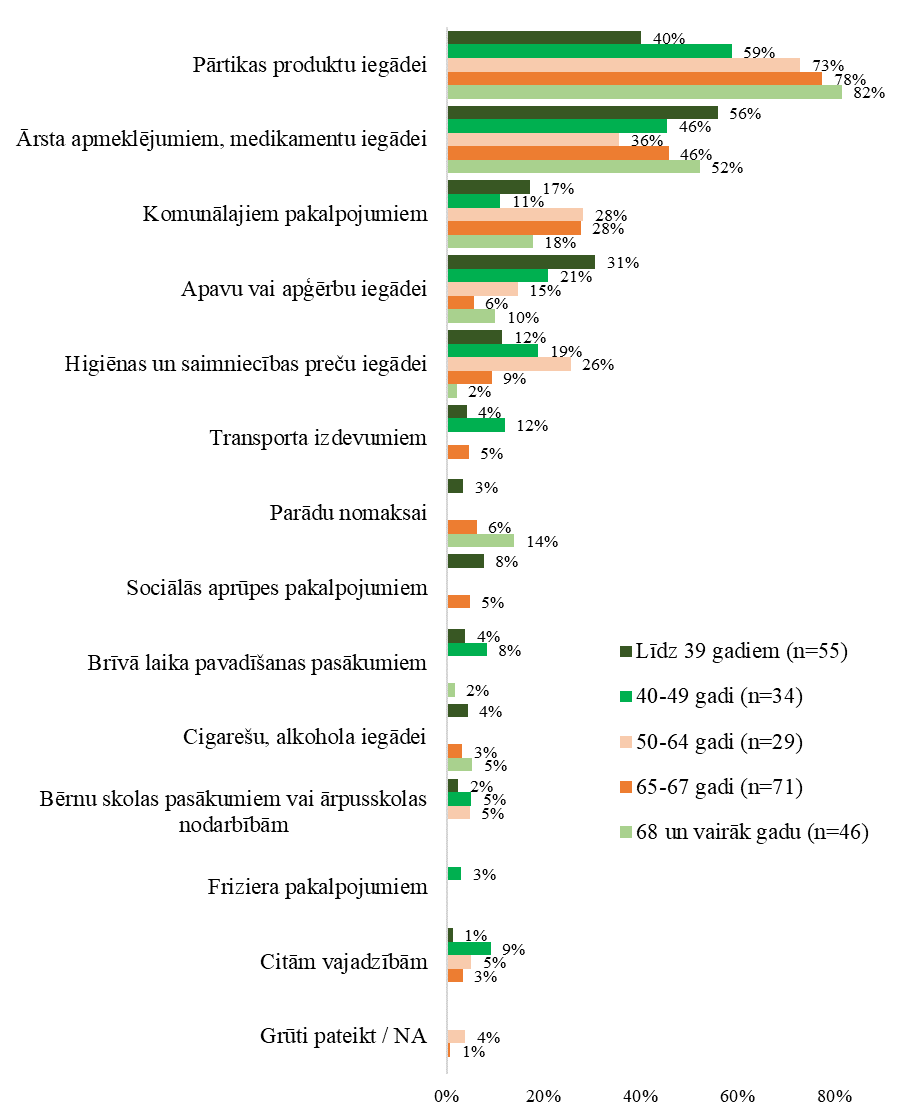 Pārtikas produktu iegādei
40%
59%
73%
78%
82%
Ārsta apmeklējumiem, medikamentu iegādei
56%
46%
36%
46%
52%
Komunālajiem pakalpojumiem
17%
11%
28%
28%
18%
Apavu vai apģērbu iegādei
31%
21%
15%
6%
10%
Higiēnas un saimniecības preču iegādei
12%
19%
26%
9%
2%
Transporta izdevumiem
4%
12%
5%
Parādu nomaksai
3%
6%
14%
Sociālās aprūpes pakalpojumiem
8%
5%
Brīvā laika pavadīšanas pasākumiem
4%
8%
2%
Cigarešu, alkohola iegādei
4%
3%
5%
Bērnu skolas pasākumiem vai ārpusskolas
nodarbībām
2%
5%
5%
Friziera pakalpojumiem
3%
Citām vajadzībām
1%
9%
5%
3%
Grūti pateikt / NA
4%
1%
Līdz 39 gadiem (n=55)
40-49 gadi (n=34)
50-64 gadi (n=29)
65-67 gadi (n=71)
68 un vairāk gadu (n=46)
0% 20% 40% 60% 80%